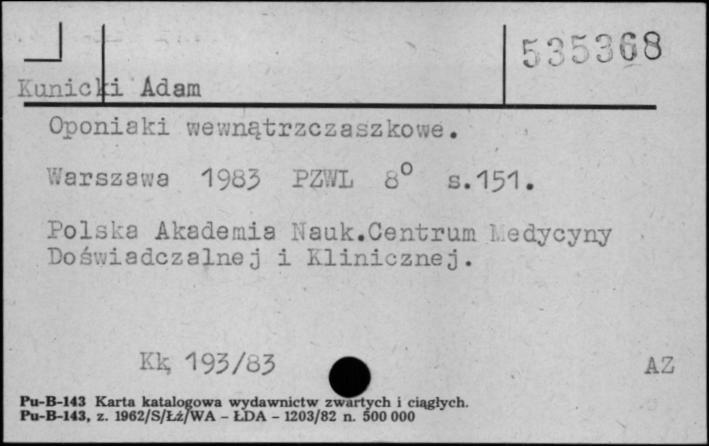 535368
Kunicki Adam
Oponiaki wewnątrzczaszkowe.
Warszawa 1983 PZWL 8° s.151.
Polska Akademia Nauk.Centrum Medycyny
Doświadczalnej i Klinicznej.
Kk, 193/83
AZ
Pu-B-143 Karta katalogowa wydawnictw zwartych i ciągłych.
Pu-B-143, z. 1962/S/Łż/WA - ŁDA - 1203/82 n. 500 000